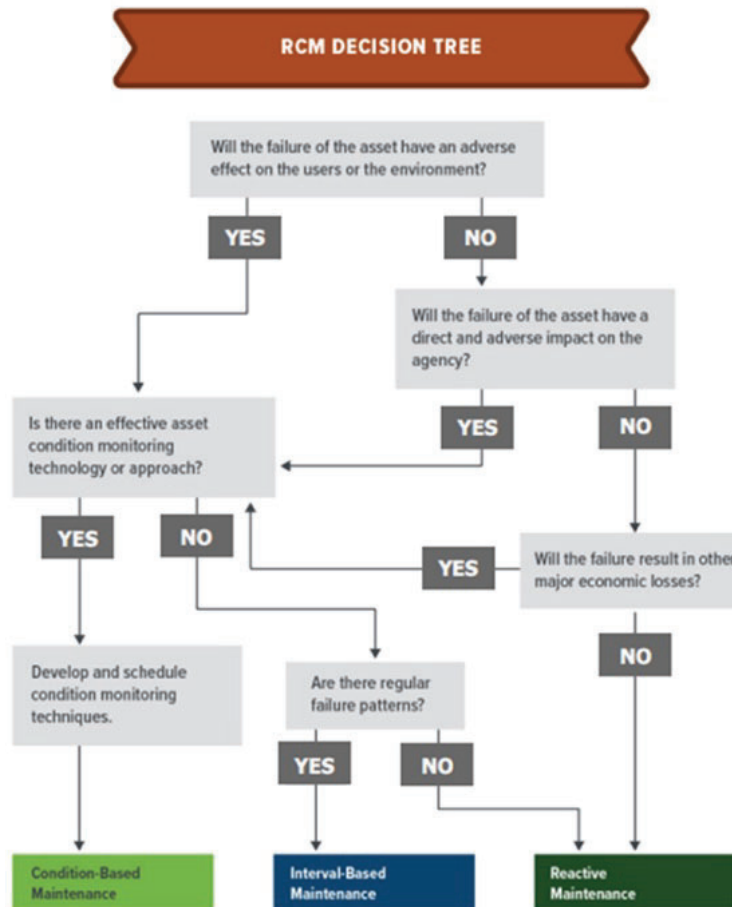 RCM DECISION TREE
Will the failure of the asset have an adverse
effect on the users or the environment?
YES
NO
Will the failure of the asset have a
direct and adverse impact on the
agency?
Is there an effective asset
condition monitoring
technology or approach?
YES
NO
YES
NO
YES
Will the failure result in other
major economic losses?
NO
Develop and schedule
condition monitoring
techniques.
Are there regular
failure patterns?
YES
NO
Condition-Based
Maintenance
Interval-Based
Maintenance
Reactive
Maintenance